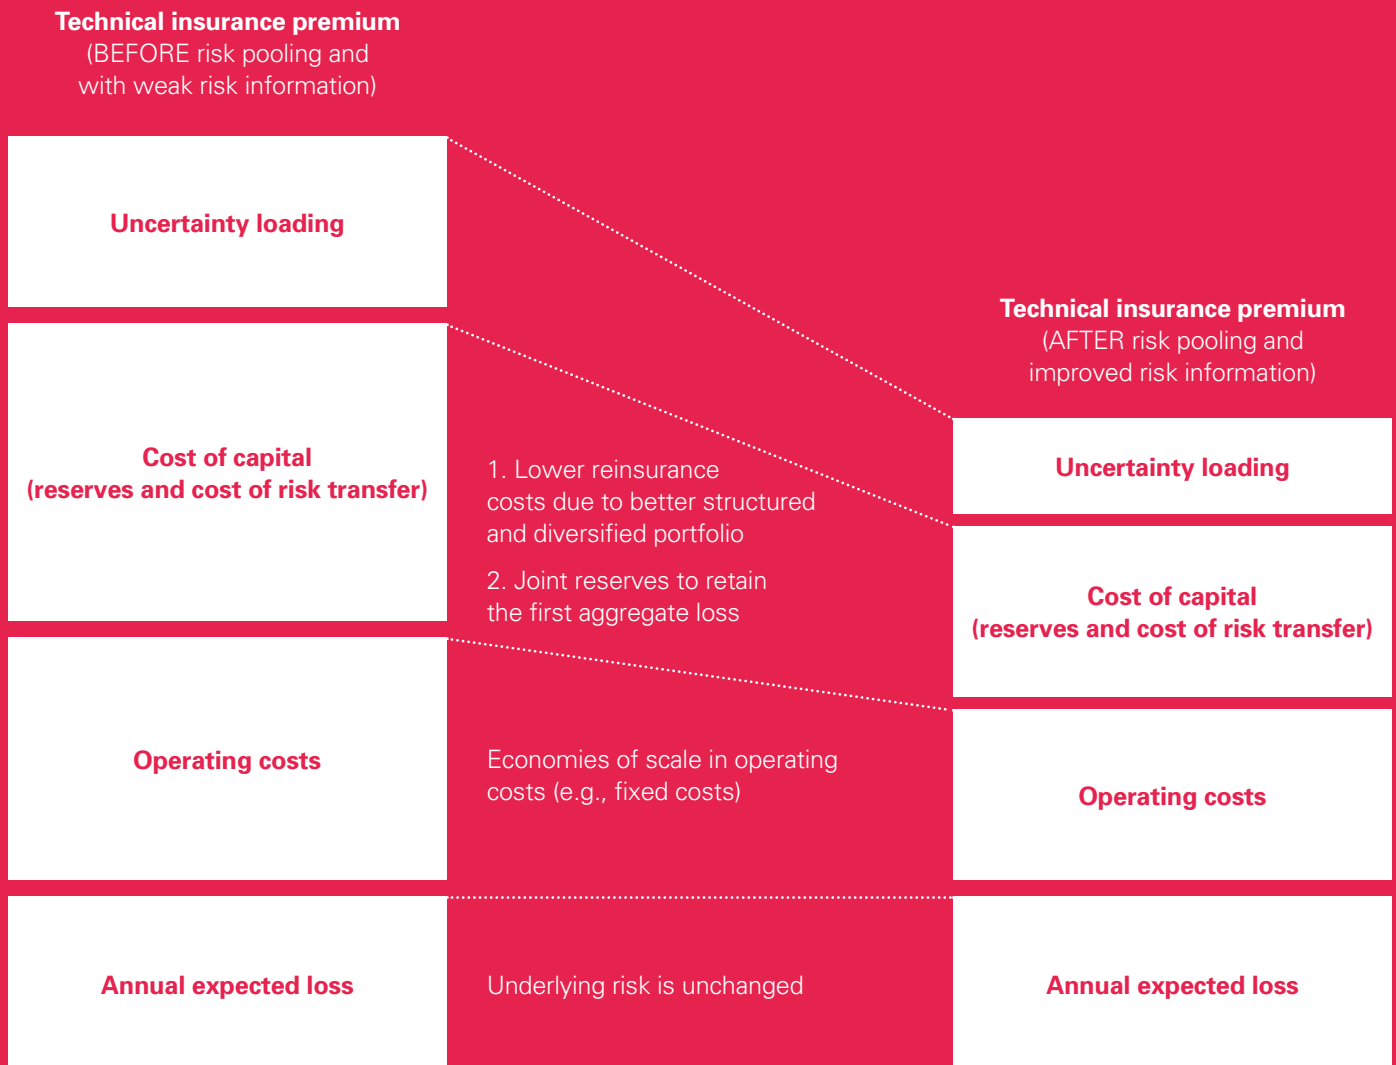 Technical insurance premium
(BEFORE risk pooling and
with weak risk information)
Uncertainty loading
Cost of capital
(reserves and cost of risk transfer)
Operating costs
Annual expected loss
1. Lower reinsurance
costs due to better structured
and diversified portfolio
2. Joint reserves to retain
the first aggregate loss
Economies of scale in operating
costs (e.g., fixed costs)
Underlying risk is unchanged
Technical insurance premium
(AFTER risk pooling and
improved risk information)
Uncertainty loading
Cost of capital
(reserves and cost of risk transfer)
Operating costs
Annual expected loss